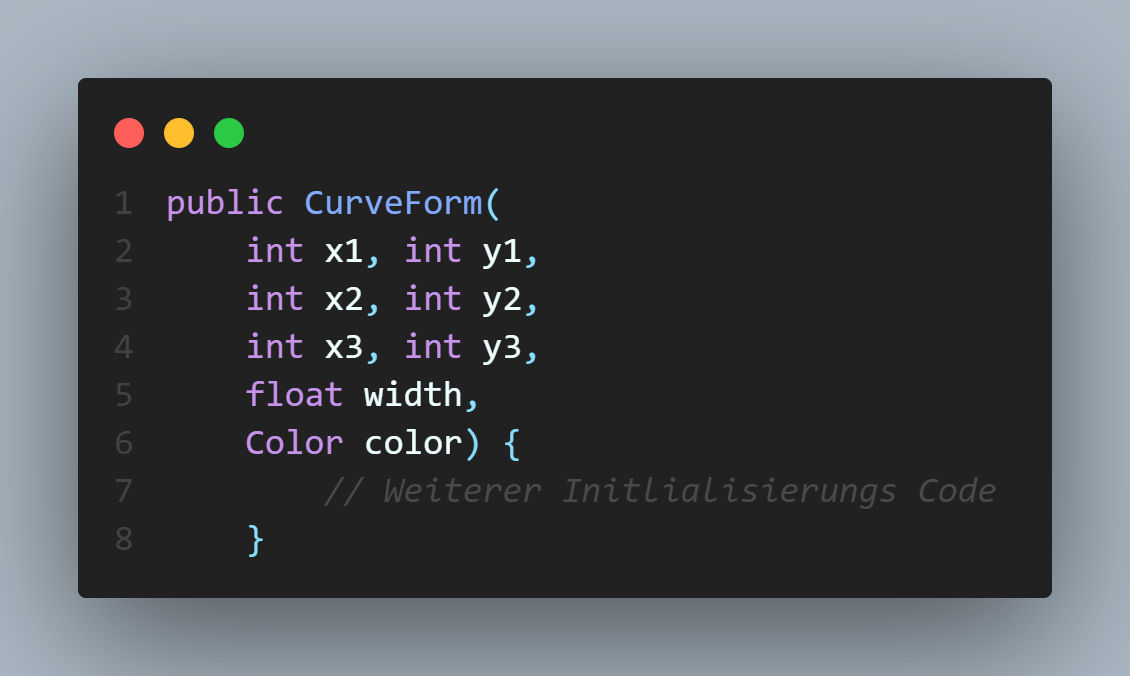 1 public CurveForm(
2     int x1, int y1,
3     int x2, int y2,
4     int x3, int y3,
5     float width,
6     Color color) {
7         // Weiterer Initlialisierungs Code
8     }